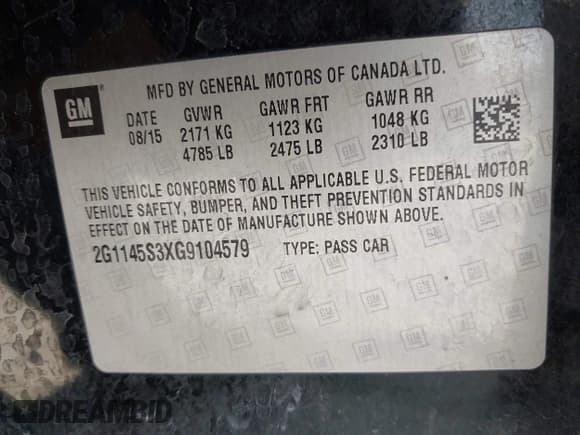 GM
MFD BY GENERAL MOTORS OF CANADA LTD.
DATE GVWR GAWR FRT GAWR RR
08/15 2171 KG 1123 KG 1048 KG
4785 LB 2475 LB 2310 LB
THIS VEHICLE CONFORMS TO ALL APPLICABLE U.S. FEDERAL MOTOR
VEHICLE SAFETY, BUMPER, AND THEFT PREVENTION STANDARDS IN
EFFECT ON THE DATE OF MANUFACTURE SHOWN ABOVE.
2G1145S3XG9104579 TYPE: PASS CAR
DREAMBID